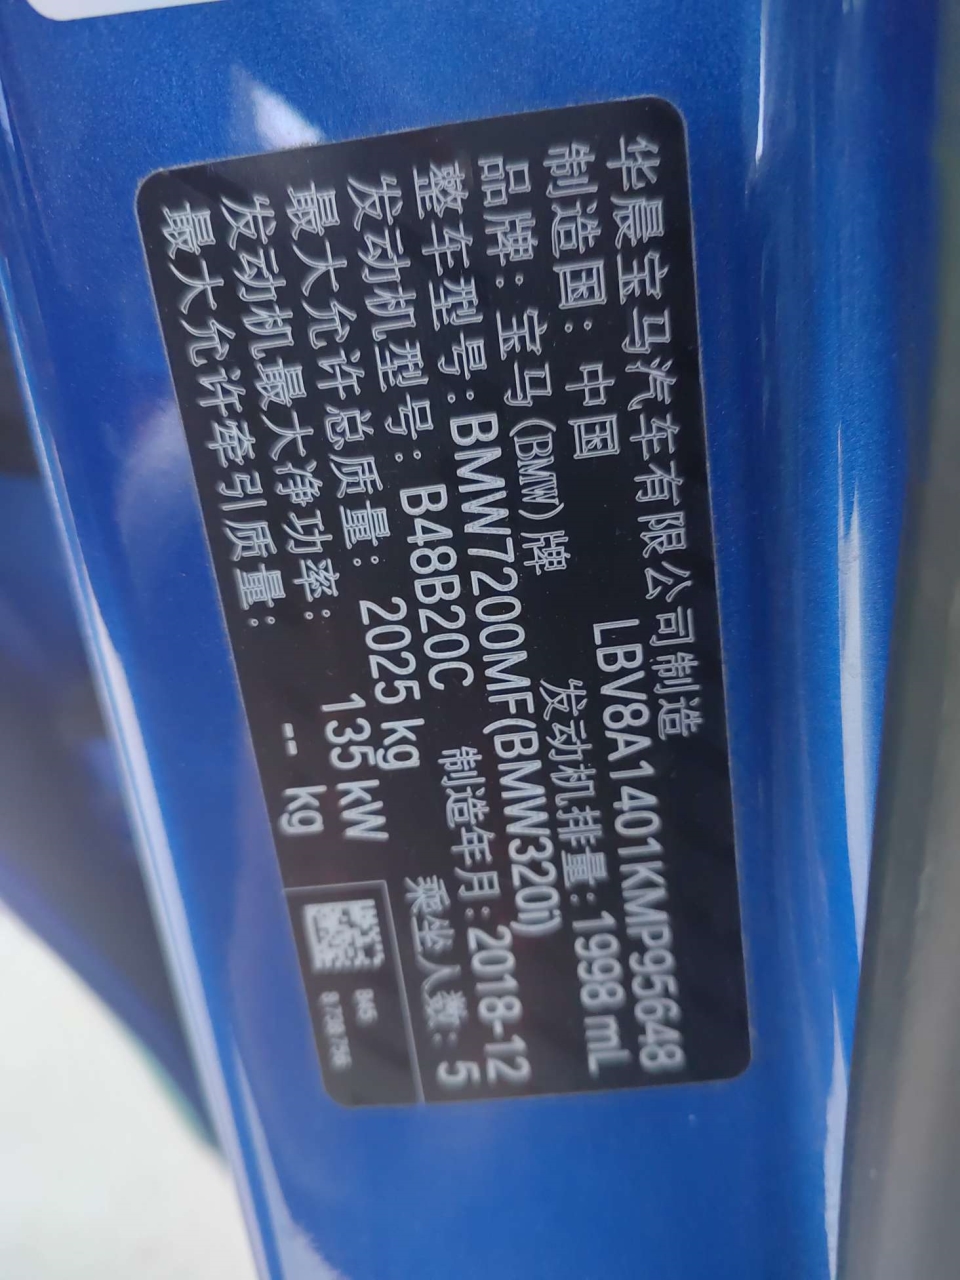 华晨宝马汽车有限公司制造
制造国：中国 LBV8A1401KMP95648
品牌：宝马(BMW)牌 发动机排量：1998 mL
整车型号：BMW7200MF(BMW320i)
发动机型号：B48B20C 制造年月：2018-12
最大允许总质量：2025 kg 乘坐人数：5
发动机最大净功率：135 kW
最大允许牵引质量：-- kg
845
8 738 756